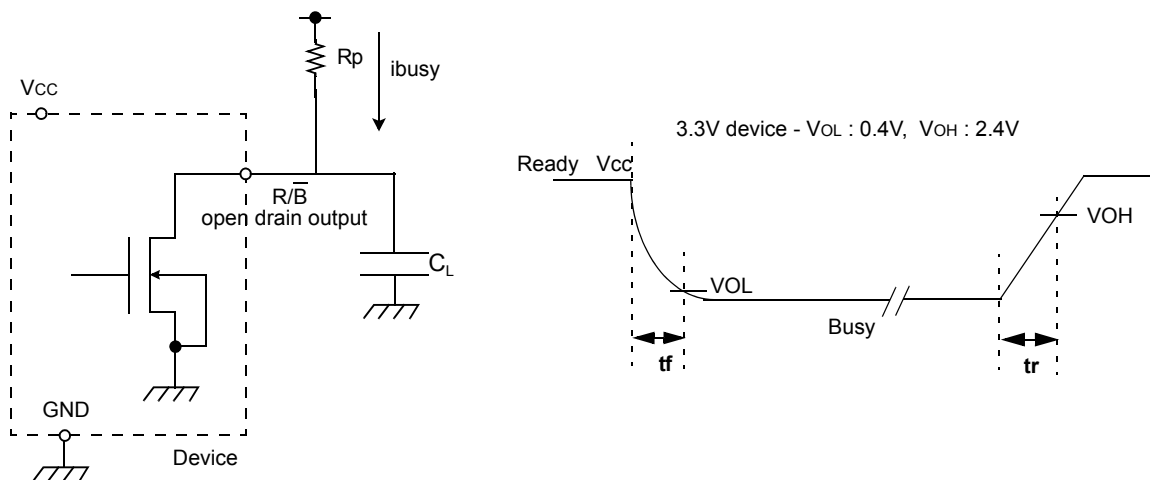 Rp
ibusy
VCC
R/B̅
open drain output
CL
GND
Device
3.3V device - VOL : 0.4V, VOH : 2.4V
Ready Vcc
VOH
VOL
Busy
tf
tr